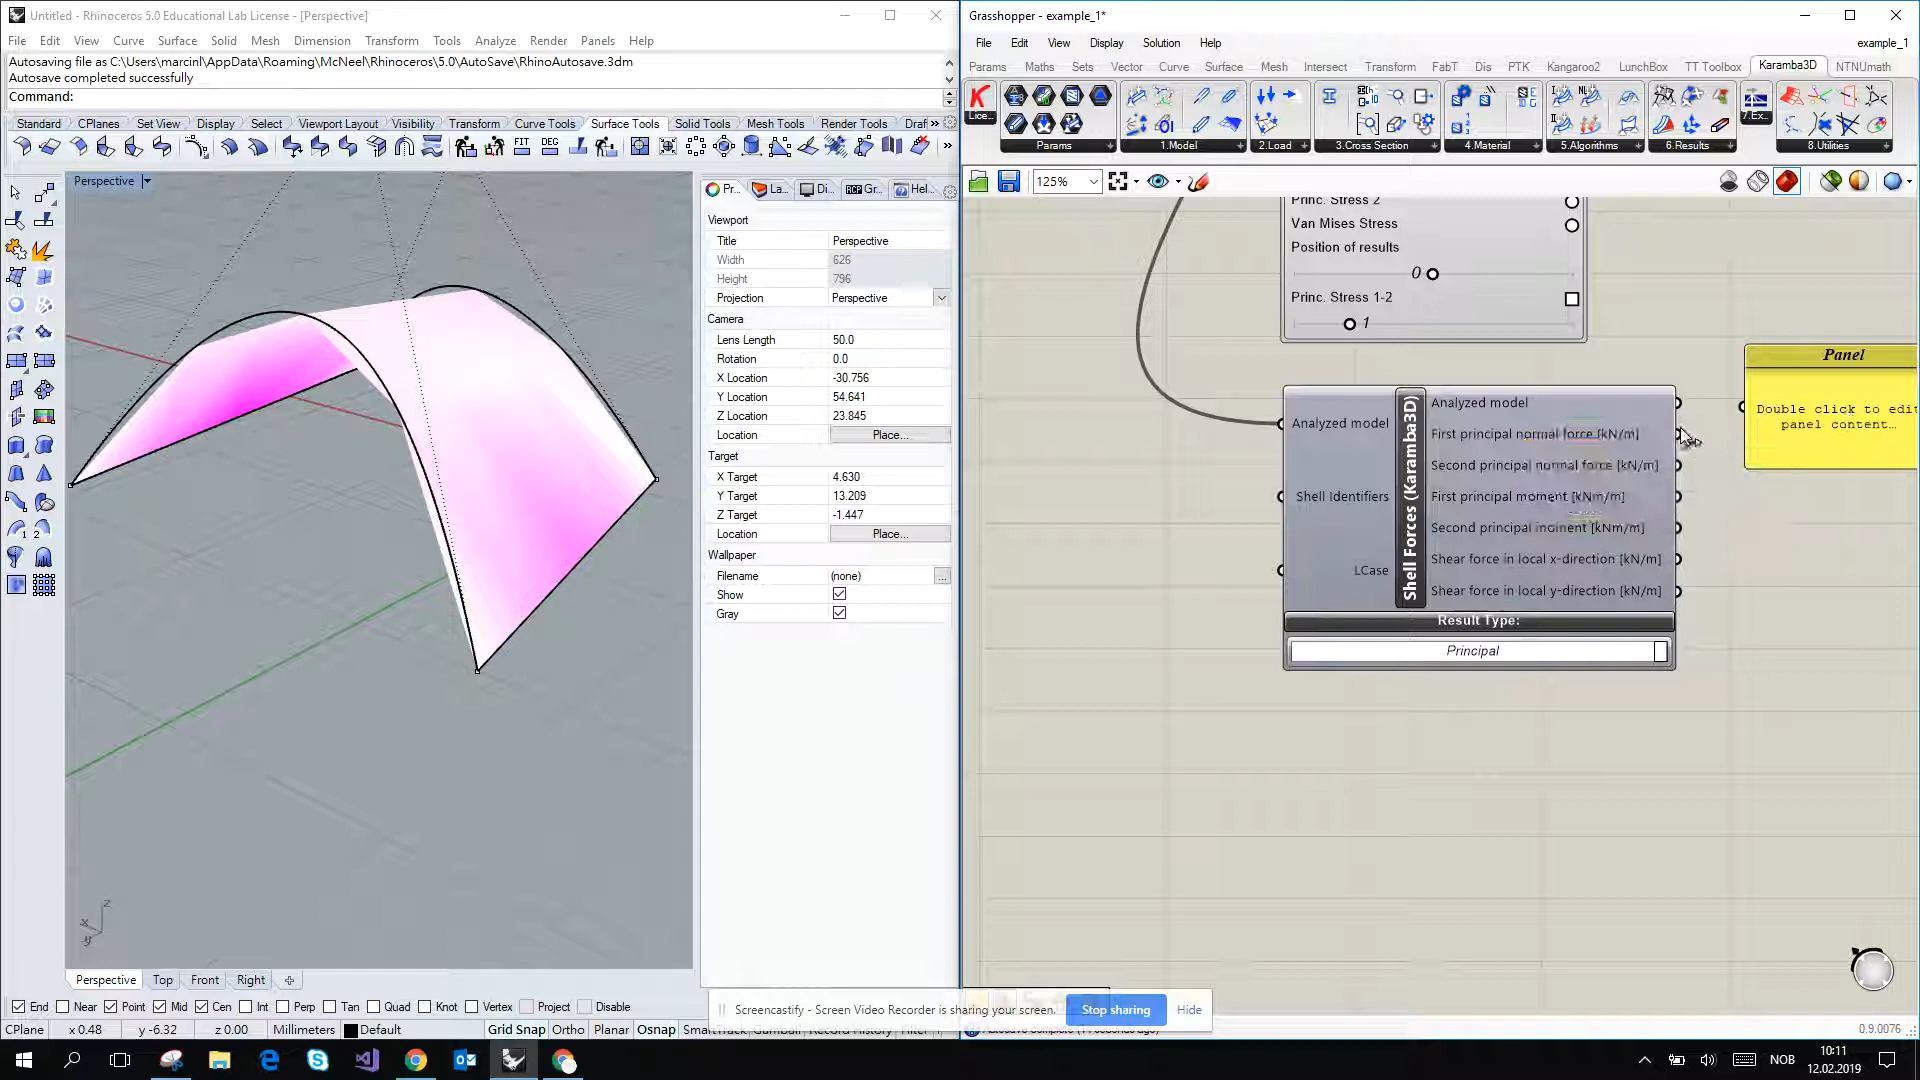 Untitled - Rhinoceros 5.0 Educational Lab License - [Perspective]
File Edit View Curve Surface Solid Mesh Dimension Transform Tools Analyze Render Panels Help
Autosaving file as C:\Users\marcinl\AppData\Roaming\McNeel\Rhinoceros\5.0\AutoSave\RhinoAutosave.3dm
Autosave completed successfully
Command:
Standard CPlanes Set View Display Select Viewport Layout Visibility Transform Curve Tools Surface Tools Solid Tools Mesh Tools Render Tools Draf »
FIT DEG »
Perspective
Pr... La... Di... RCP Gr... Hel...
Viewport
Title Perspective
Width 626
Height 796
Projection Perspective
Camera
Lens Length 50.0
Rotation 0.0
X Location -30.756
Y Location 54.641
Z Location 23.845
Location Place...
Target
X Target 4.630
Y Target 13.209
Z Target -1.447
Location Place...
Wallpaper
Filename (none) ...
Show
Gray
z
x
y
Perspective Top Front Right
End Near Point Mid Cen Int Perp Tan Quad Knot Vertex Project Disable
CPlane x 0.48 y -6.32 z 0.00 Millimeters Default Grid Snap Ortho Planar Osnap
Grasshopper - example_1*
File Edit View Display Solution Help example_1
Params Maths Sets Vector Curve Surface Mesh Intersect Transform FabT Dis PTK Kangaroo2 LunchBox TT Toolbox Karamba3D NTNUmath
Lice... 7.Ex...
Params 1.Model 2.Load 3.Cross Section 4.Material 5.Algorithms 6.Results 8.Utilities
125%
Princ. Stress 2
Van Mises Stress
Position of results
0
Princ. Stress 1-2
1
Analyzed model
Shell Identifiers
LCase
Shell Forces (Karamba3D)
Analyzed model
First principal normal force [kN/m]
Second principal normal force [kN/m]
First principal moment [kNm/m]
Second principal moment [kNm/m]
Shear force in local x-direction [kN/m]
Shear force in local y-direction [kN/m]
Result Type:
Principal
Panel
Double click to edit
panel content…
Screencastify - Screen Video Recorder is sharing your screen. Stop sharing Hide
0.9.0076
NOB
10:11
12.02.2019